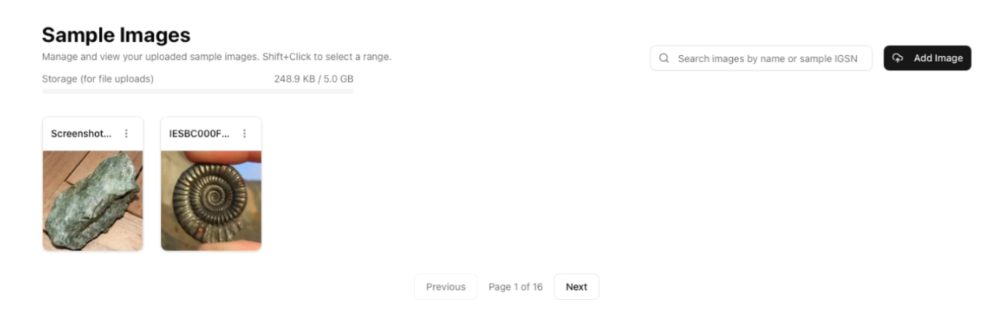 Sample Images
Manage and view your uploaded sample images. Shift+Click to select a range.
Storage (for file uploads) 248.9 KB / 5.0 GB
Search images by name or sample IGSN
Add Image
Screenshot...
IESBC000F...
Previous Page 1 of 16 Next